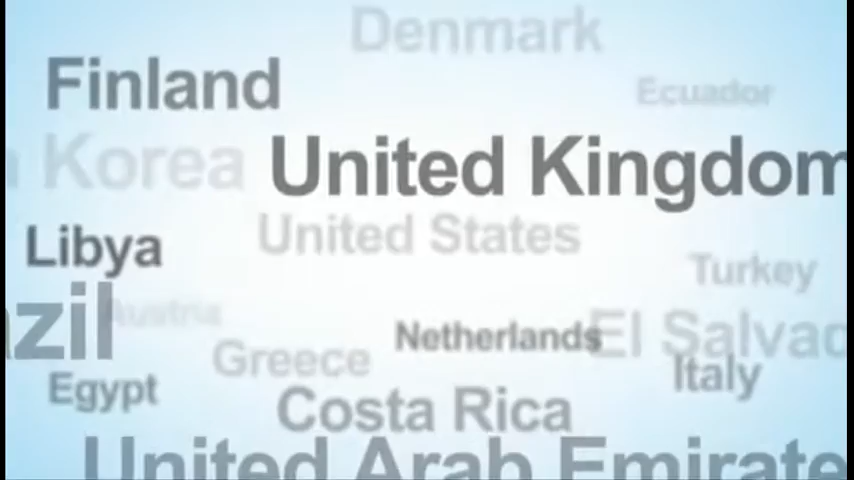 Denmark
Finland
Ecuador
Korea
United Kingdom
United States
Libya
Turkey
Austria
zil
Netherlands
El Salvad
Greece
Italy
Egypt
Costa Rica
United Arab Emirate